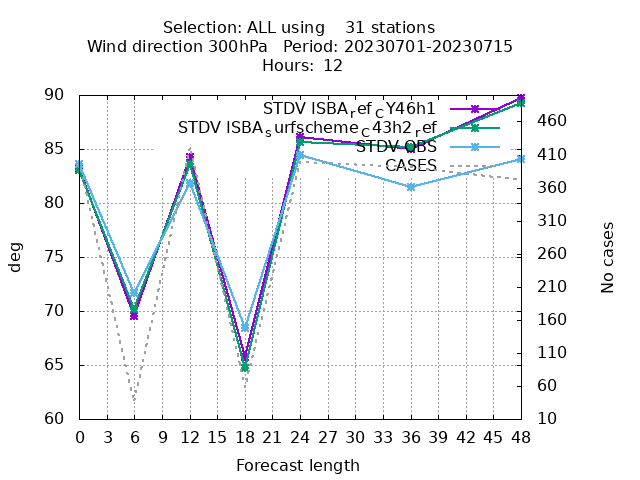 Selection: ALL using    31 stations
Wind direction 300hPa   Period: 20230701-20230715
Hours:  12
STDV ISBA_ref_CY46h1
STDV ISBA_surfscheme_C43h2_ref
STDV OBS
CASES
90
85
80
75
70
65
60
deg
460
410
360
310
260
210
160
110
60
10
No cases
0 3 6 9 12 15 18 21 24 27 30 33 36 39 42 45 48
Forecast length